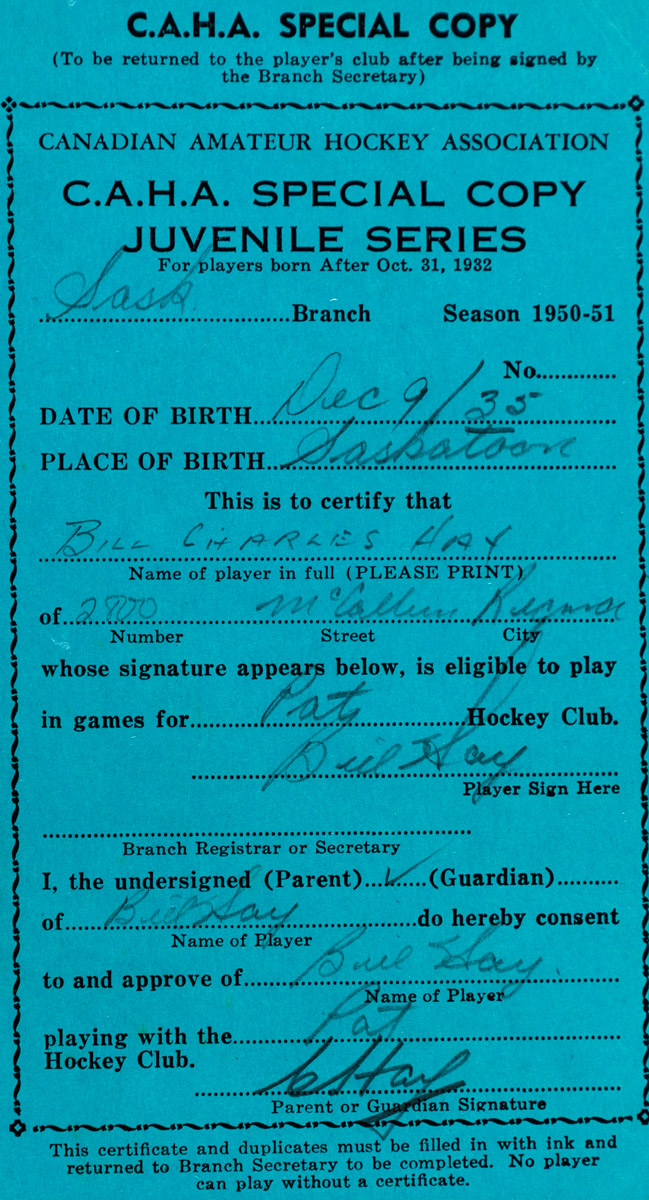 C.A.H.A. SPECIAL COPY
(To be returned to the player's club after being signed by
the Branch Secretary)
CANADIAN AMATEUR HOCKEY ASSOCIATION
C.A.H.A. SPECIAL COPY
JUVENILE SERIES
For players born After Oct. 31, 1932
Sask. Branch Season 1950-51
No.............
DATE OF BIRTH... Dec 9/35
PLACE OF BIRTH... Saskatoon
This is to certify that
BILL CHARLES HAY
Name of player in full (PLEASE PRINT)
of 2800 McCallum Regina
Number Street City
whose signature appears below, is eligible to play
in games for... Pats ...Hockey Club.
Bill Hay
Player Sign Here
Branch Registrar or Secretary
I, the undersigned (Parent)...✓...(Guardian)..........
of... Bill Hay ...do hereby consent
Name of Player
to and approve of... Bill Hay.
Name of Player
playing with the... Pat
Hockey Club.
C Hay
Parent or Guardian Signature
This certificate and duplicates must be filled in with ink and
returned to Branch Secretary to be completed. No player
can play without a certificate.